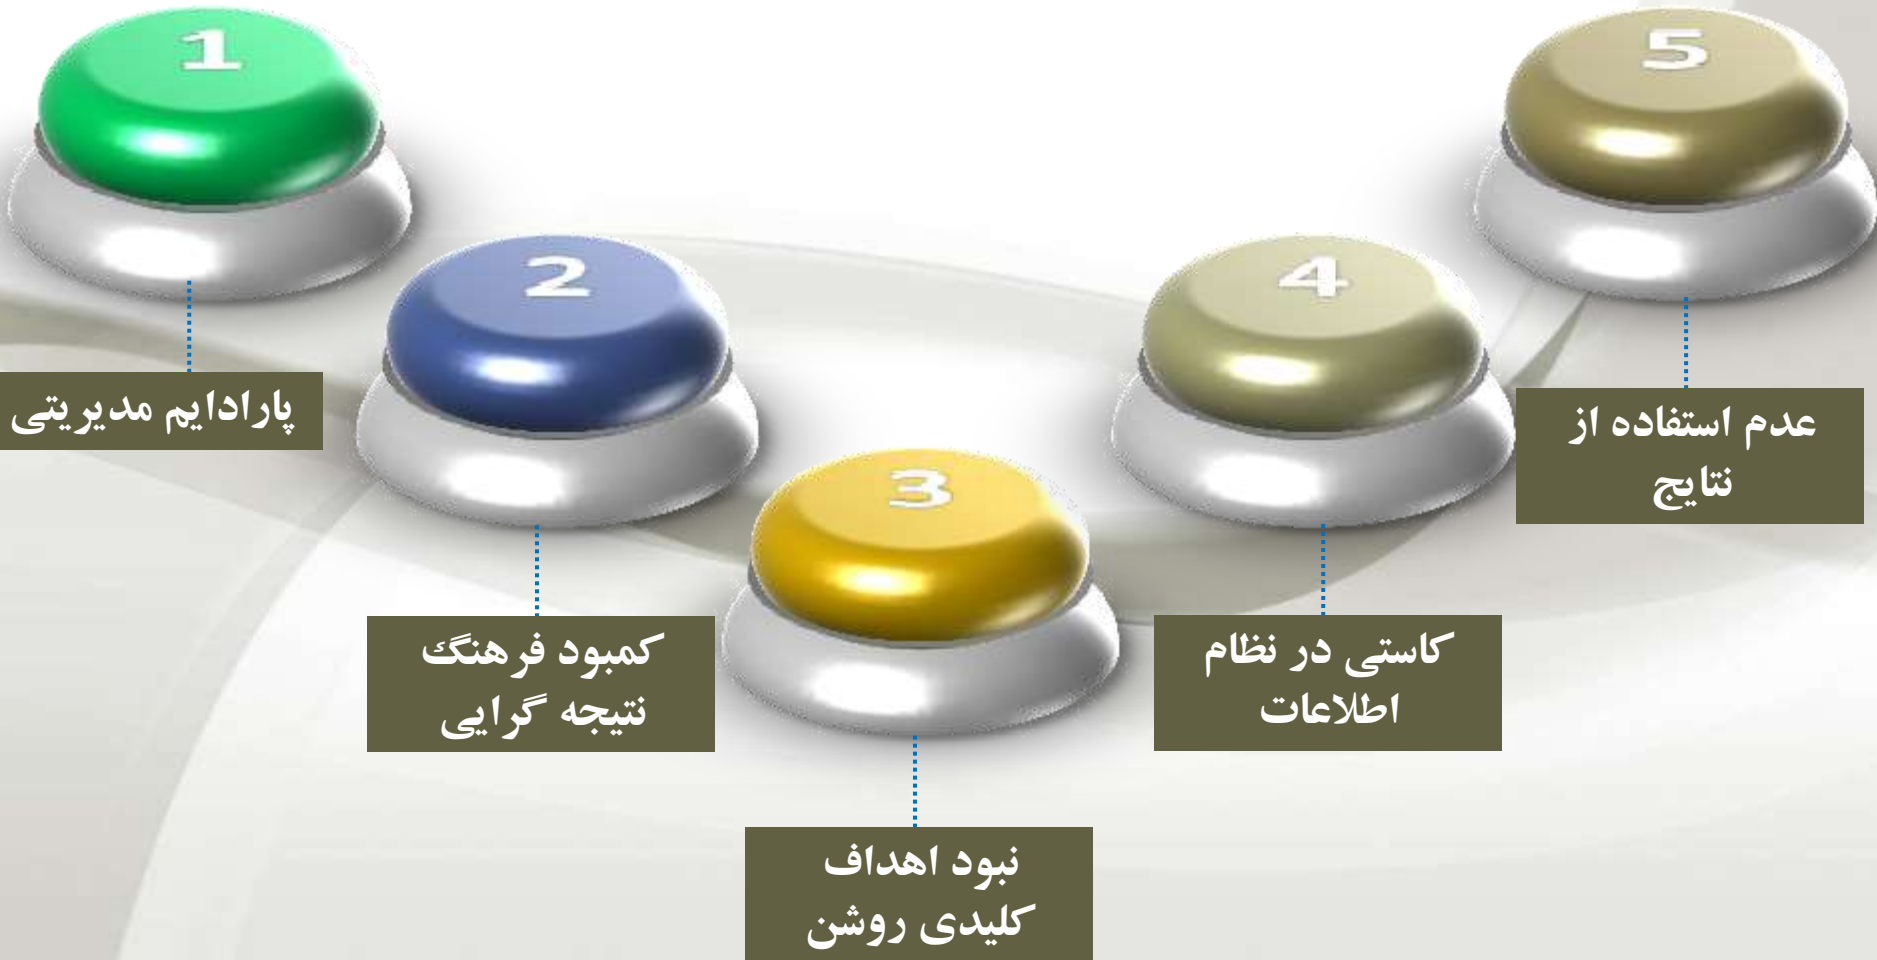 1
پارادایم مدیریتی
2
کمبود فرهنگ
نتیجه گرایی
3
نبود اهداف
کلیدی روشن
4
کاستی در نظام
اطلاعات
5
عدم استفاده از
نتایج